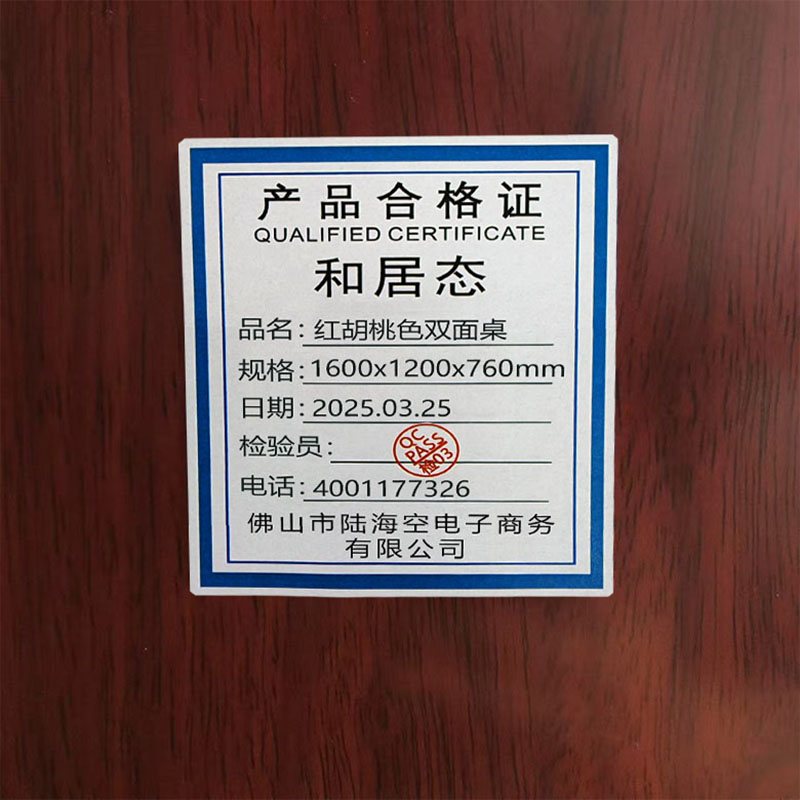 产品合格证
QUALIFIED CERTIFICATE
和居态
品名：红胡桃色双面桌
规格：1600x1200x760mm
日期：2025.03.25
检验员：
QC
PASS
检03
电话：4001177326
佛山市陆海空电子商务
有限公司